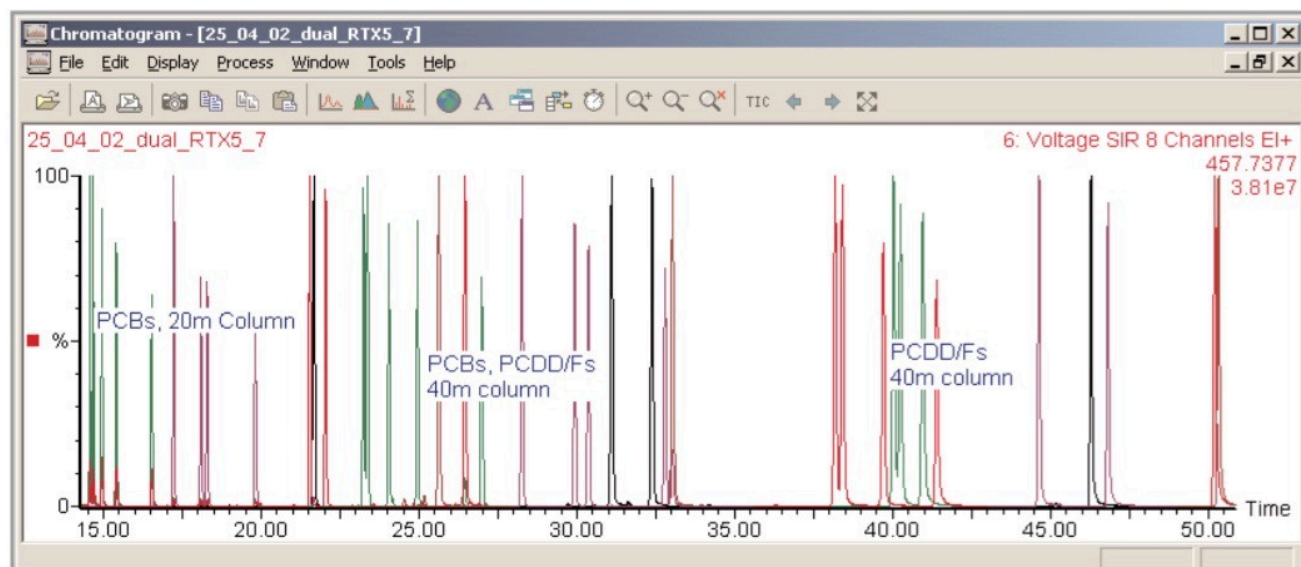 Chromatogram - [25_04_02_dual_RTX5_7]
File Edit Display Process Window Tools Help
A A TIC
25_04_02_dual_RTX5_7
6: Voltage SIR 8 Channels EI+
457.7377
3.81e7
100
PCBs, 20m Column
%
PCBs, PCDD/Fs
40m column
PCDD/Fs
40m column
0
Time
15.00 20.00 25.00 30.00 35.00 40.00 45.00 50.00